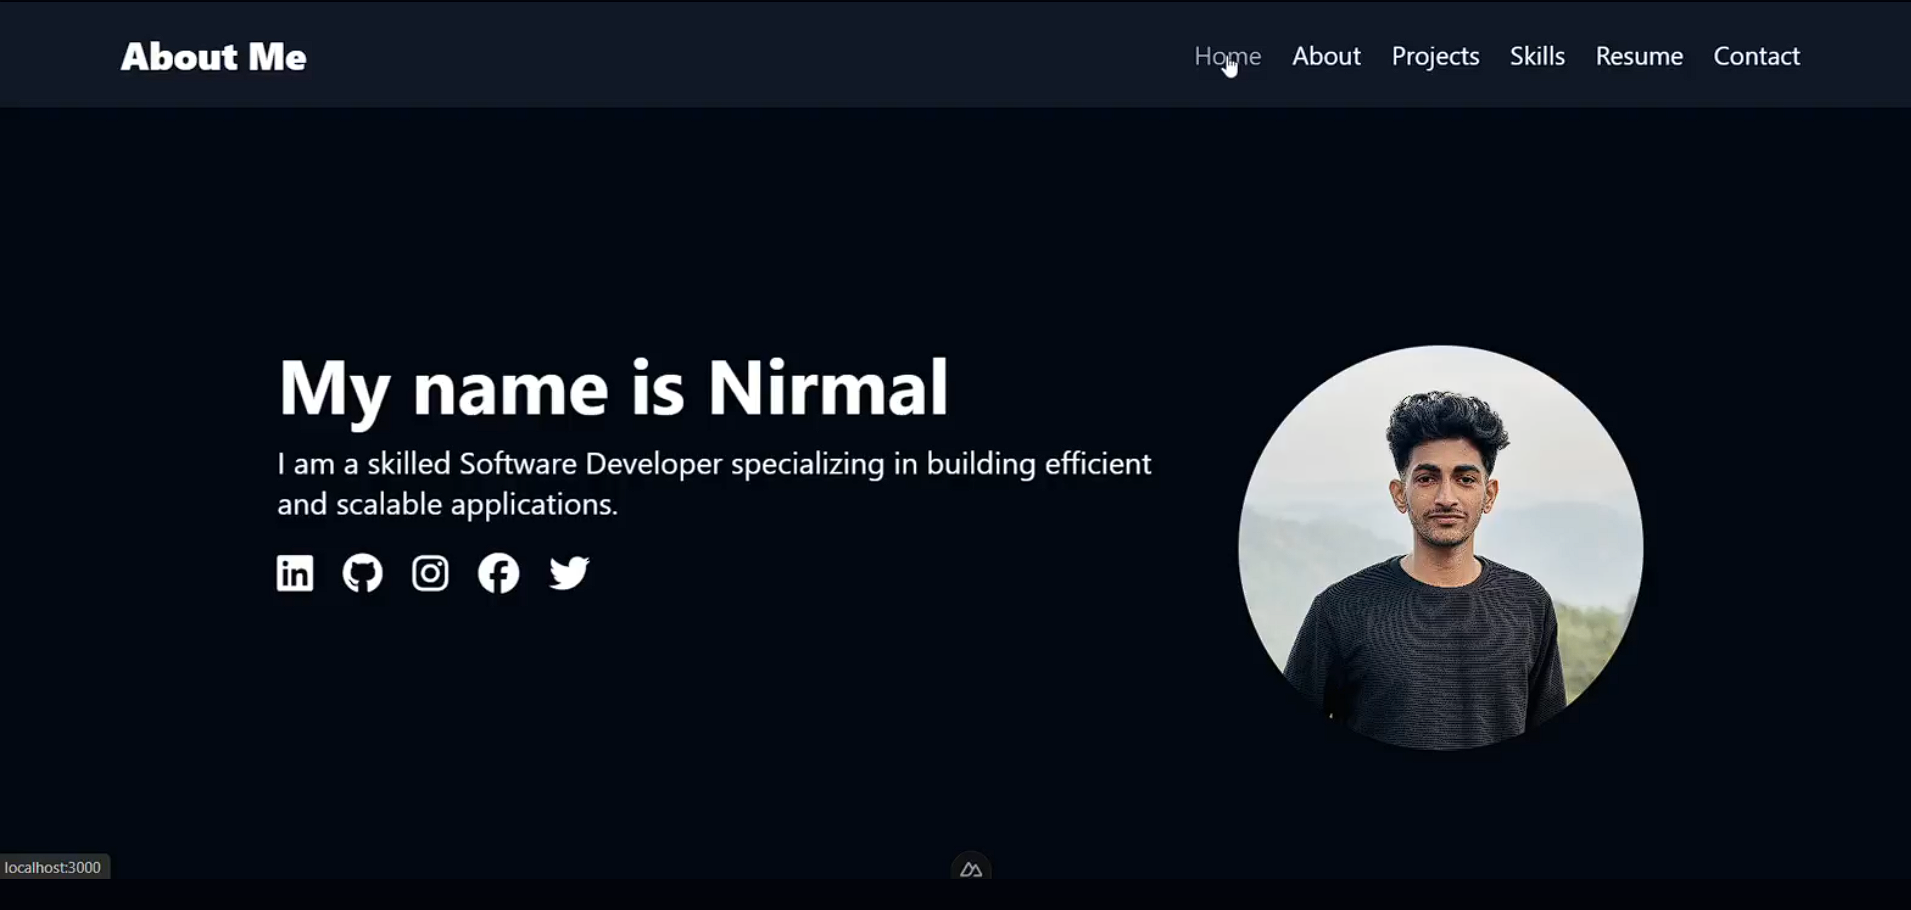 About Me
Home About Projects Skills Resume Contact
My name is Nirmal
I am a skilled Software Developer specializing in building efficient
and scalable applications.
in
localhost:3000